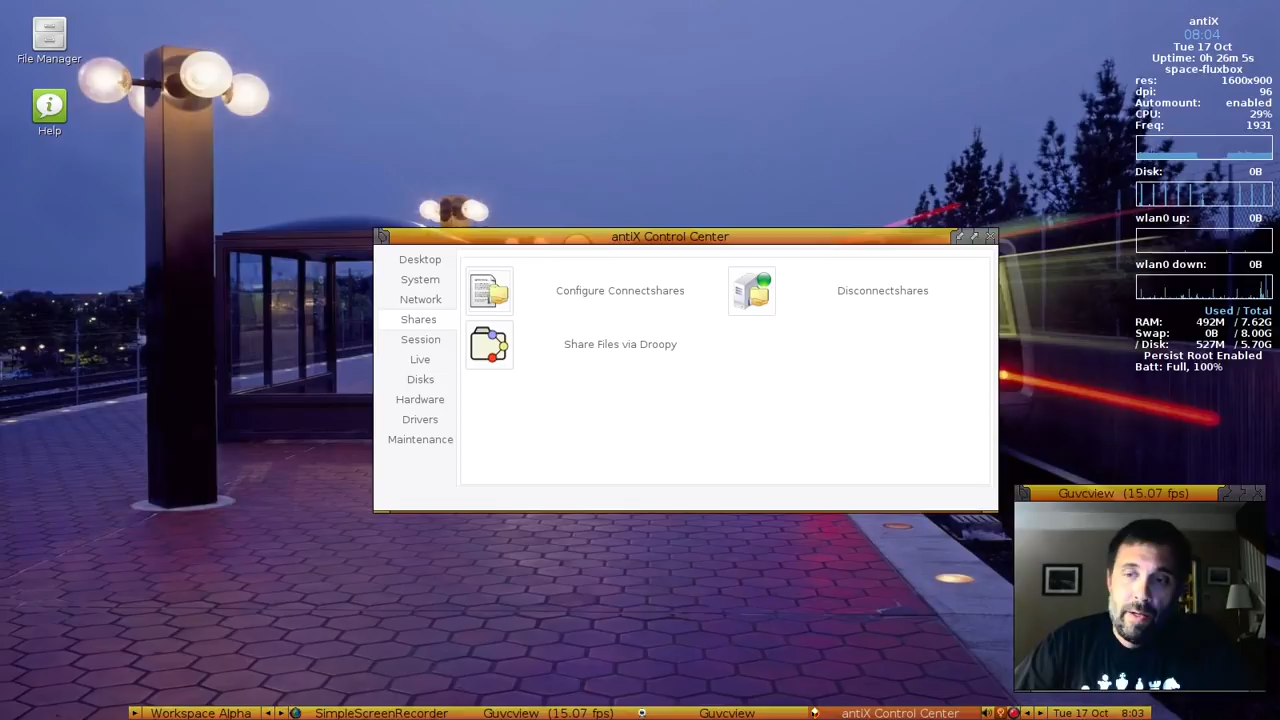 File Manager
Help
antiX
08:04
Tue 17 Oct
Uptime: 0h 26m 5s
space-fluxbox
res: 1600x900
dpi: 96
Automount: enabled
CPU: 29%
Freq: 1931
Disk: 0B
wlan0 up: 0B
wlan0 down: 0B
Used / Total
RAM: 492M / 7.62G
Swap: 0B / 8.00G
/ Disk: 527M / 5.70G
Persist Root Enabled
Batt: Full, 100%
antiX Control Center
Desktop
System
Network
Shares
Session
Live
Disks
Hardware
Drivers
Maintenance
Configure Connectshares
Disconnectshares
Share Files via Droopy
Guvcview (15.07 fps)
Workspace Alpha
SimpleScreenRecorder
Guvcview (15.07 fps)
Guvcview
antiX Control Center
Tue 17 Oct 8:03